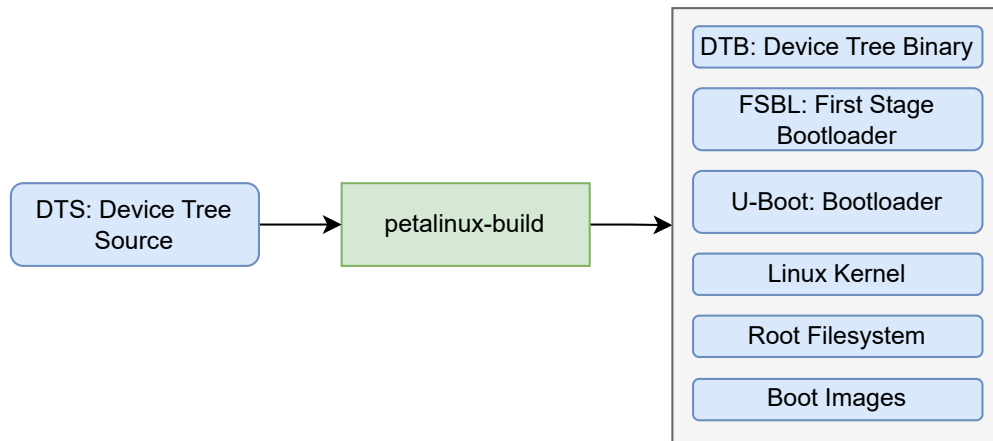 DTS: Device Tree
Source
petalinux-build
DTB: Device Tree Binary
FSBL: First Stage
Bootloader
U-Boot: Bootloader
Linux Kernel
Root Filesystem
Boot Images